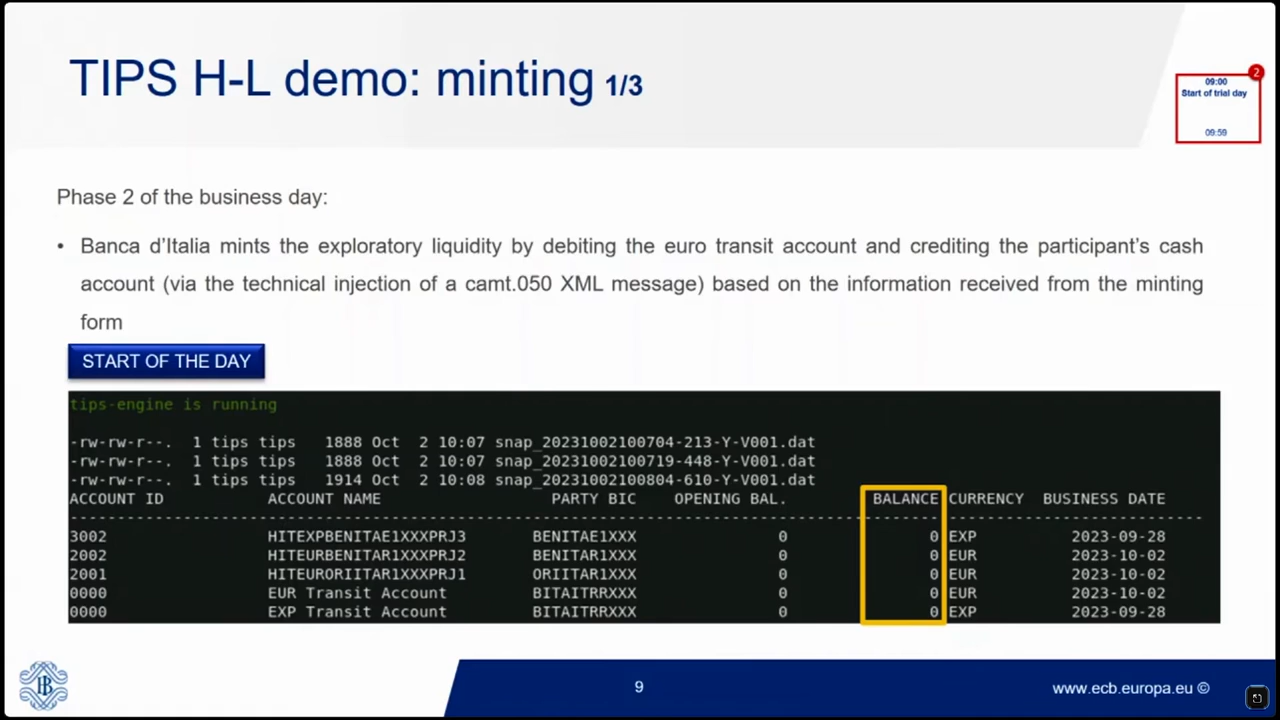 TIPS H-L demo: minting 1/3
2
09:00
Start of trial day
09:59
Phase 2 of the business day:
• Banca d’Italia mints the exploratory liquidity by debiting the euro transit account and crediting the participant’s cash
account (via the technical injection of a camt.050 XML message) based on the information received from the minting
form
START OF THE DAY
tips-engine is running
-rw-rw-r--. 1 tips tips 1888 Oct 2 10:07 snap_20231002100704-213-Y-V001.dat
-rw-rw-r--. 1 tips tips 1888 Oct 2 10:07 snap_20231002100719-448-Y-V001.dat
-rw-rw-r--. 1 tips tips 1914 Oct 2 10:08 snap_20231002100804-610-Y-V001.dat
ACCOUNT ID ACCOUNT NAME PARTY BIC OPENING BAL. BALANCE CURRENCY BUSINESS DATE
3002 HITEXPBENITAE1XXXPRJ3 BENITAE1XXX 0 0 EXP 2023-09-28
2002 HITEURBENITAR1XXXPRJ2 BENITAR1XXX 0 0 EUR 2023-10-02
2001 HITEURORIITAR1XXXPRJ1 ORIITAR1XXX 0 0 EUR 2023-10-02
0000 EUR Transit Account BITAITRRXXX 0 0 EUR 2023-10-02
0000 EXP Transit Account BITAITRRXXX 0 0 EXP 2023-09-28
9
www.ecb.europa.eu ©